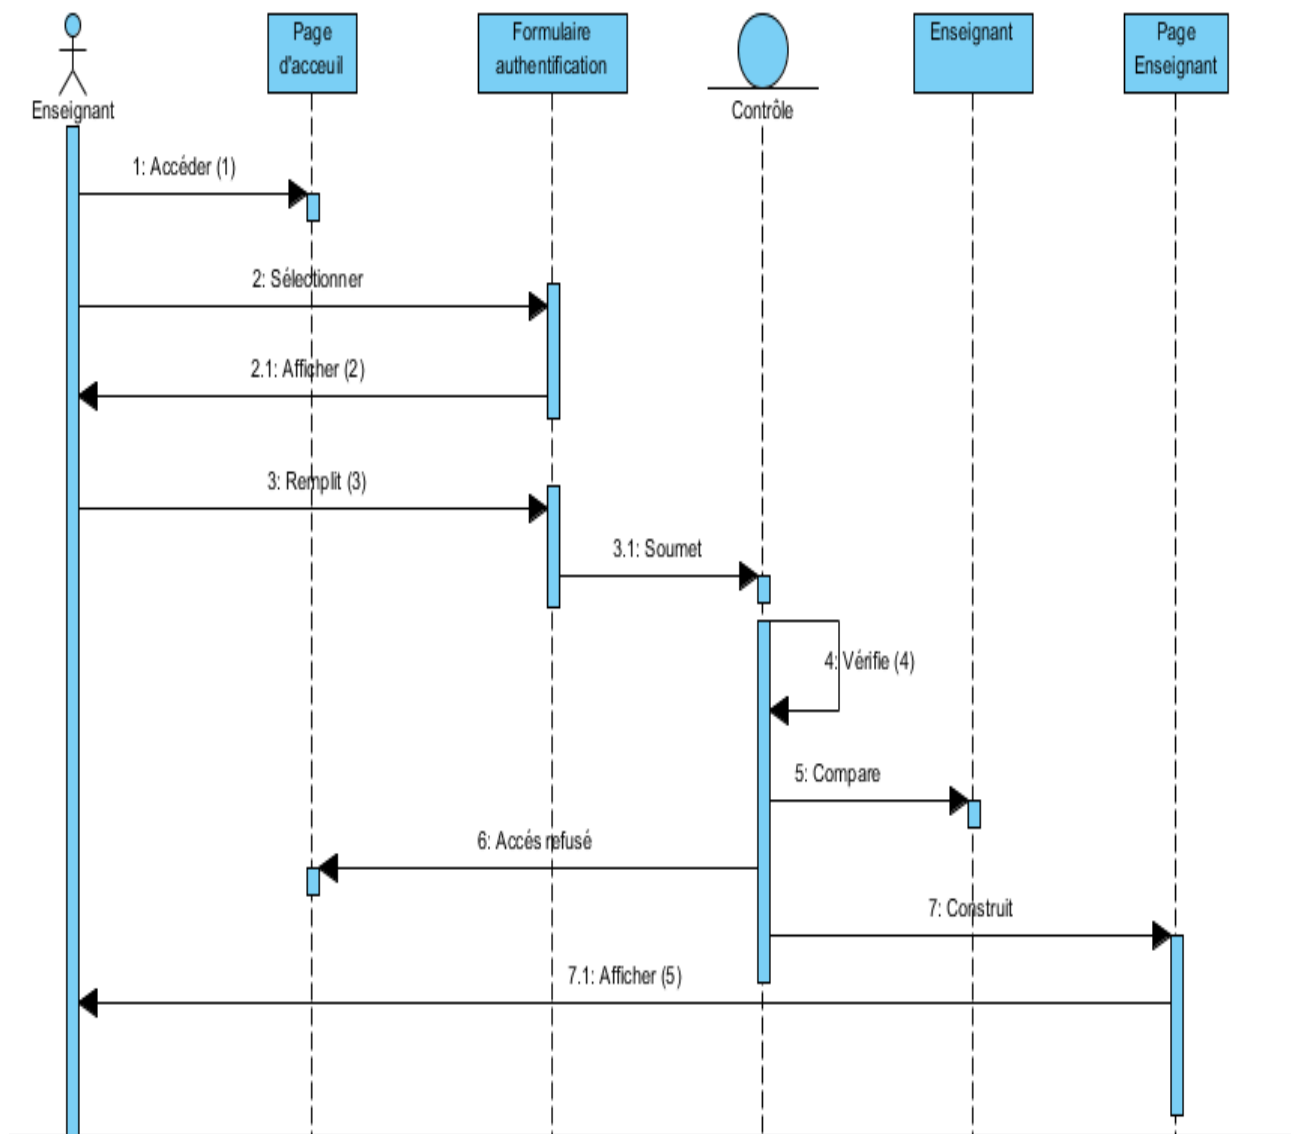 Enseignant
Page
d'acceuil
Formulaire
authentification
Contrôle
Enseignant
Page
Enseignant
1: Accéder (1)
2: Sélectionner
2.1: Afficher (2)
3: Remplit (3)
3.1: Soumet
4: Vérifie (4)
5: Compare
6: Accés refusé
7: Construit
7.1: Afficher (5)